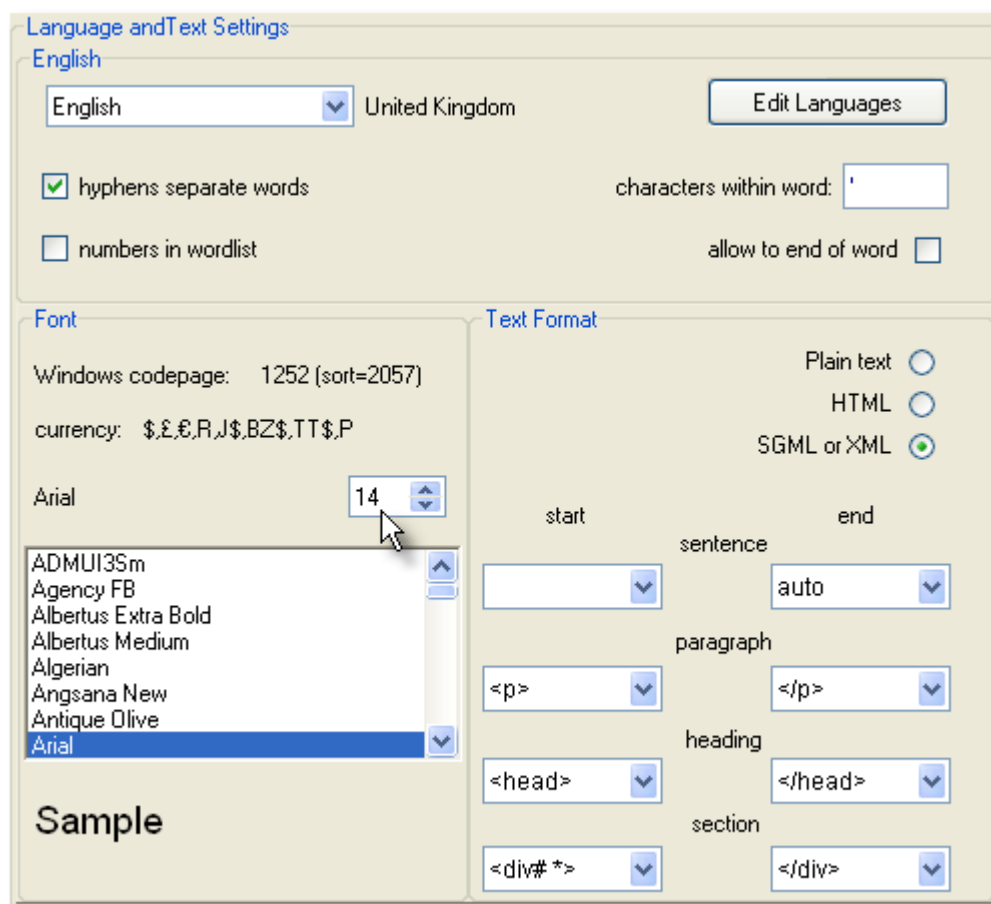 Language andText Settings
English
English United Kingdom Edit Languages
hyphens separate words characters within word: '
numbers in wordlist allow to end of word
Font
Windows codepage: 1252 (sort=2057)
currency: $,£,€,R,J$,BZ$,TT$,P
Arial 14
ADMUI3Sm
Agency FB
Albertus Extra Bold
Albertus Medium
Algerian
Angsana New
Antique Olive
Arial
Sample
Text Format
Plain text
HTML
SGML or XML
start end
sentence
auto
paragraph
<p> </p>
heading
<head> </head>
section
<div# *> </div>